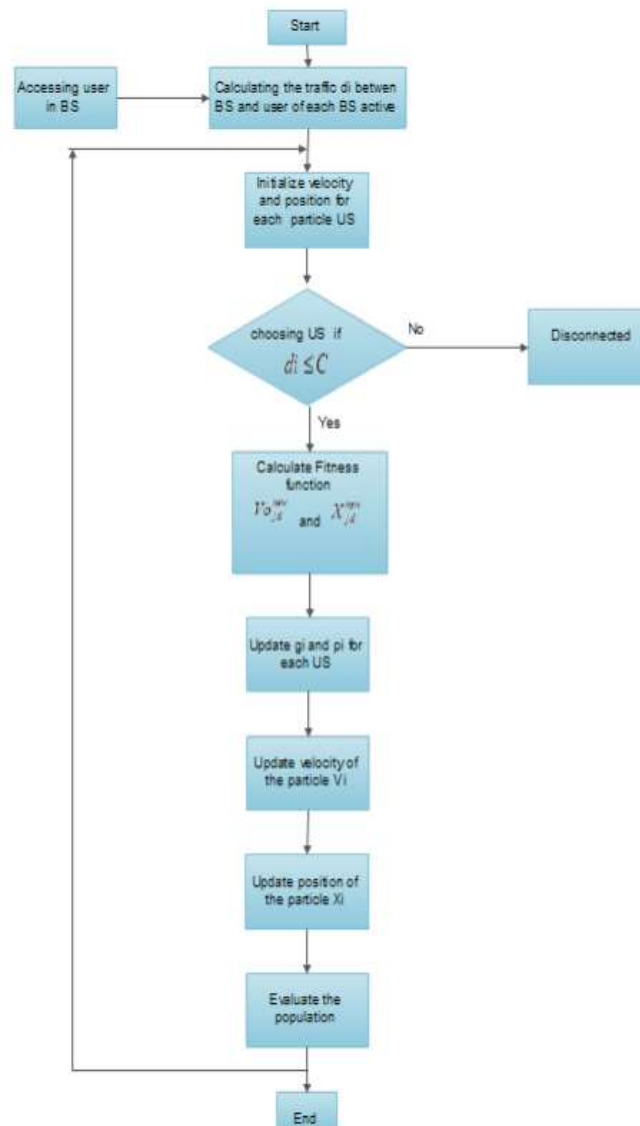 Start
Accessing user
in BS
Calculating the traffic di betwen
BS and user of each BS active
Initialize velocity
and position for
each particle US
choosing US if
di ≤ C
No
Disconnected
Yes
Calculate Fitness
function
and
Update gi and pi for
each US
Update velocity of
the particle Vi
Update position of
the particle Xi
Evaluate the
population
End